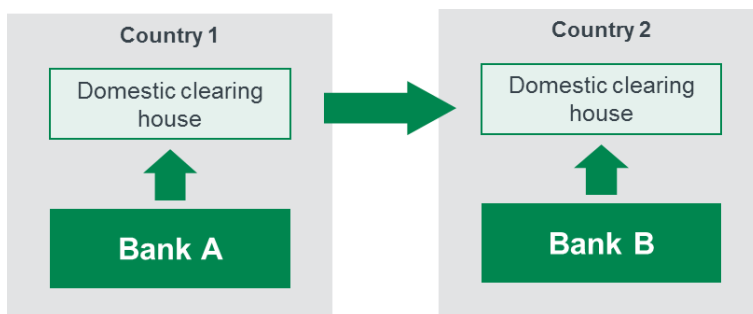 Country 1
Domestic clearing
house
Bank A
Country 2
Domestic clearing
house
Bank B